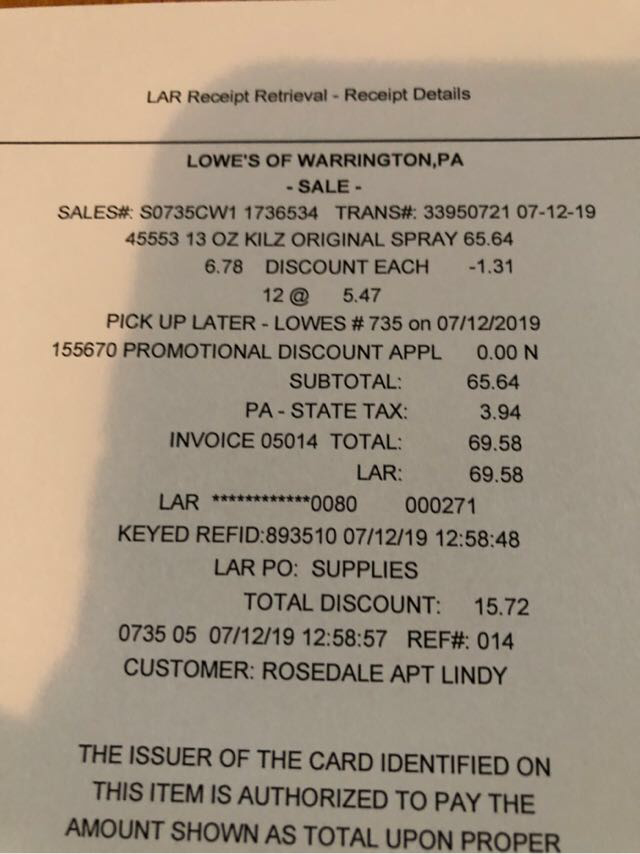 LAR Receipt Retrieval - Receipt Details
LOWE'S OF WARRINGTON,PA
- SALE -
SALES#: S0735CW1 1736534 TRANS#: 33950721 07-12-19
45553 13 OZ KILZ ORIGINAL SPRAY 65.64
6.78 DISCOUNT EACH -1.31
12 @ 5.47
PICK UP LATER - LOWES # 735 on 07/12/2019
155670 PROMOTIONAL DISCOUNT APPL 0.00 N
SUBTOTAL: 65.64
PA - STATE TAX: 3.94
INVOICE 05014 TOTAL: 69.58
LAR: 69.58
LAR ************0080 000271
KEYED REFID:893510 07/12/19 12:58:48
LAR PO: SUPPLIES
TOTAL DISCOUNT: 15.72
0735 05 07/12/19 12:58:57 REF#: 014
CUSTOMER: ROSEDALE APT LINDY
THE ISSUER OF THE CARD IDENTIFIED ON
THIS ITEM IS AUTHORIZED TO PAY THE
AMOUNT SHOWN AS TOTAL UPON PROPER